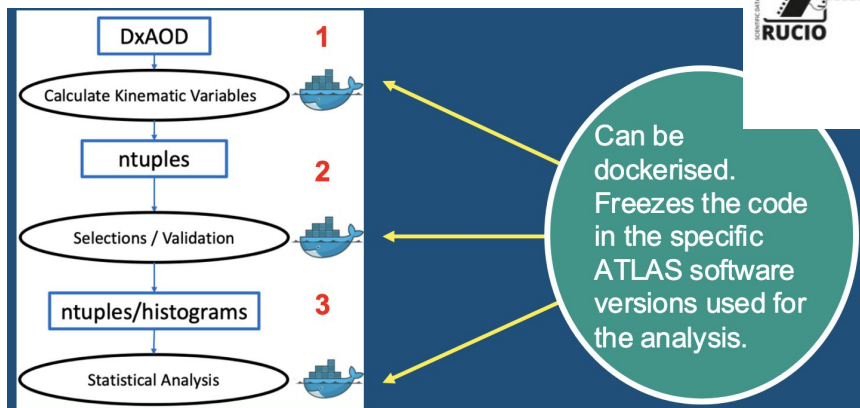 DxAOD
1
Calculate Kinematic Variables
ntuples
2
Selections / Validation
ntuples/histograms
3
Statistical Analysis
Can be
dockerised.
Freezes the code
in the specific
ATLAS software
versions used for
the analysis.
RUCIO